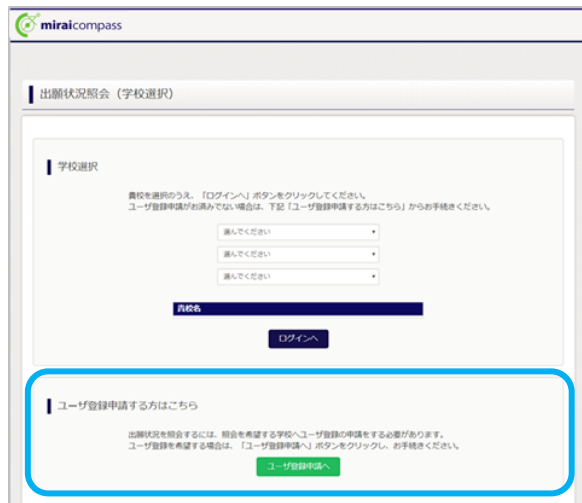 miraicompass
出願状況照会（学校選択）
学校選択
貴校を選択のうえ、「ログインへ」ボタンをクリックしてください。
ユーザ登録申請がお済みでない場合は、下記「ユーザ登録申請する方はこちら」からお手続きください。
選んでください
選んでください
選んでください
貴校名
ログインへ
ユーザ登録申請する方はこちら
出願状況を照会するには、照会を希望する学校へユーザ登録の申請をする必要があります。
ユーザ登録を希望する場合は、「ユーザ登録申請へ」ボタンをクリックし、お手続きください。
ユーザ登録申請へ